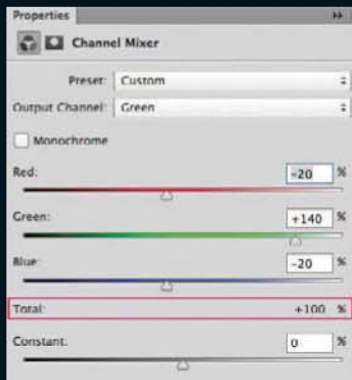 Properties
Channel Mixer
Preset: Custom
Output Channel: Green
Monochrome
Red: -20 %
Green: +140 %
Blue: -20 %
Total: +100 %
Constant: 0 %